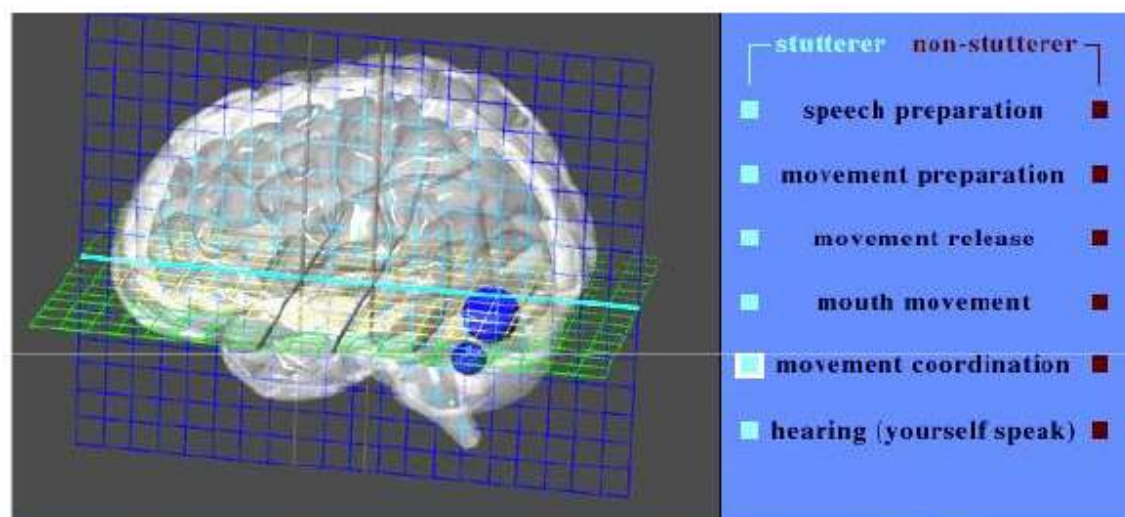 stutterer non-stutterer
speech preparation
movement preparation
movement release
mouth movement
movement coordination
hearing (yourself speak)